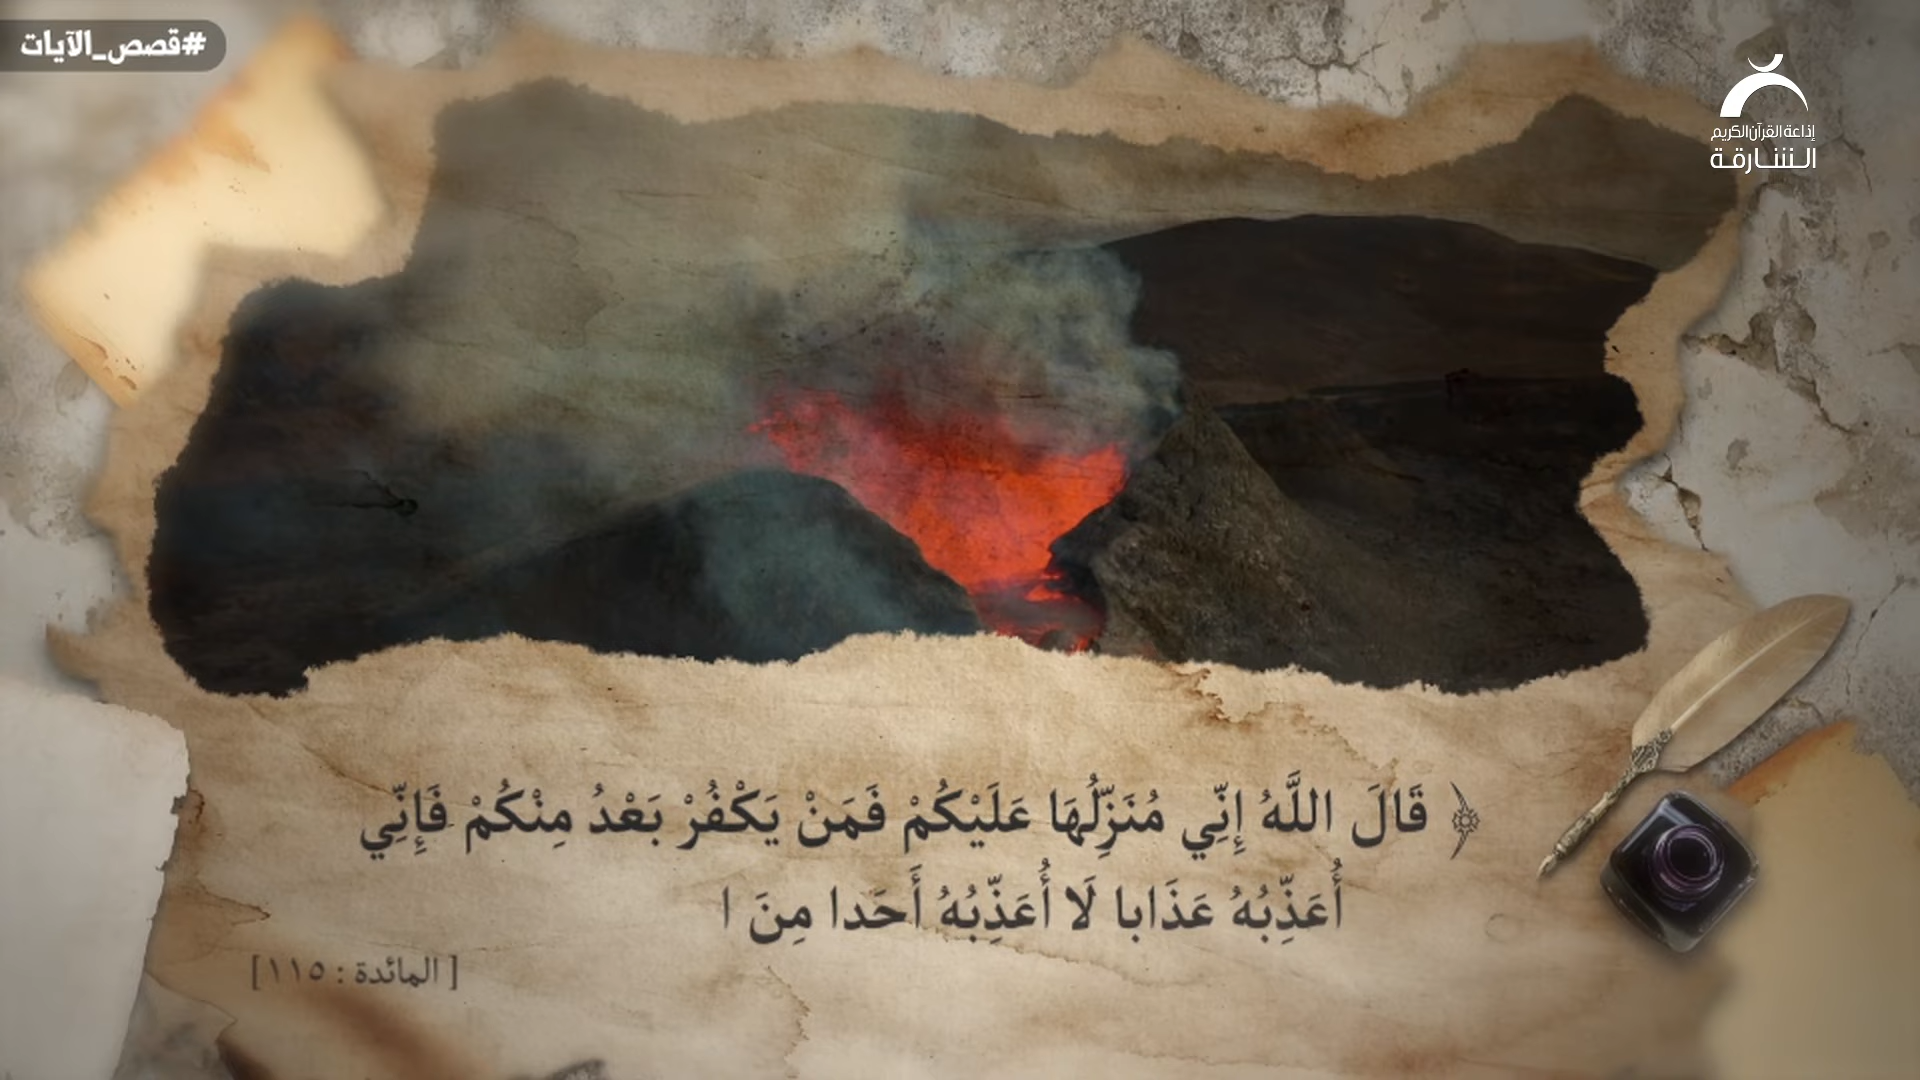 #قصص_الآيات
إذاعة القرآن الكريم
الشارقة
﴿ قَالَ اللَّهُ إِنِّي مُنَزِّلُهَا عَلَيْكُمْ فَمَنْ يَكْفُرْ بَعْدُ مِنْكُمْ فَإِنِّي
أُعَذِّبُهُ عَذَابا لَا أُعَذِّبُهُ أَحَدا مِنَ ا
[ المائدة : ١١٥]